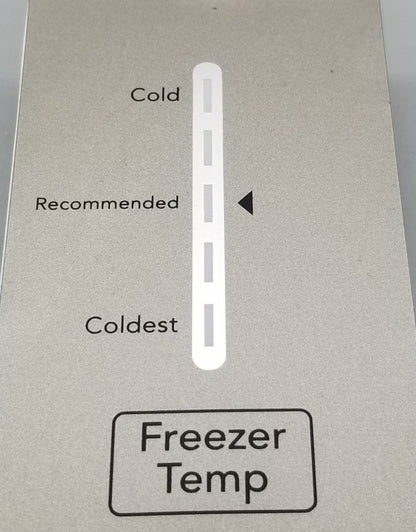 Cold
Recommended
Coldest
Freezer
Temp